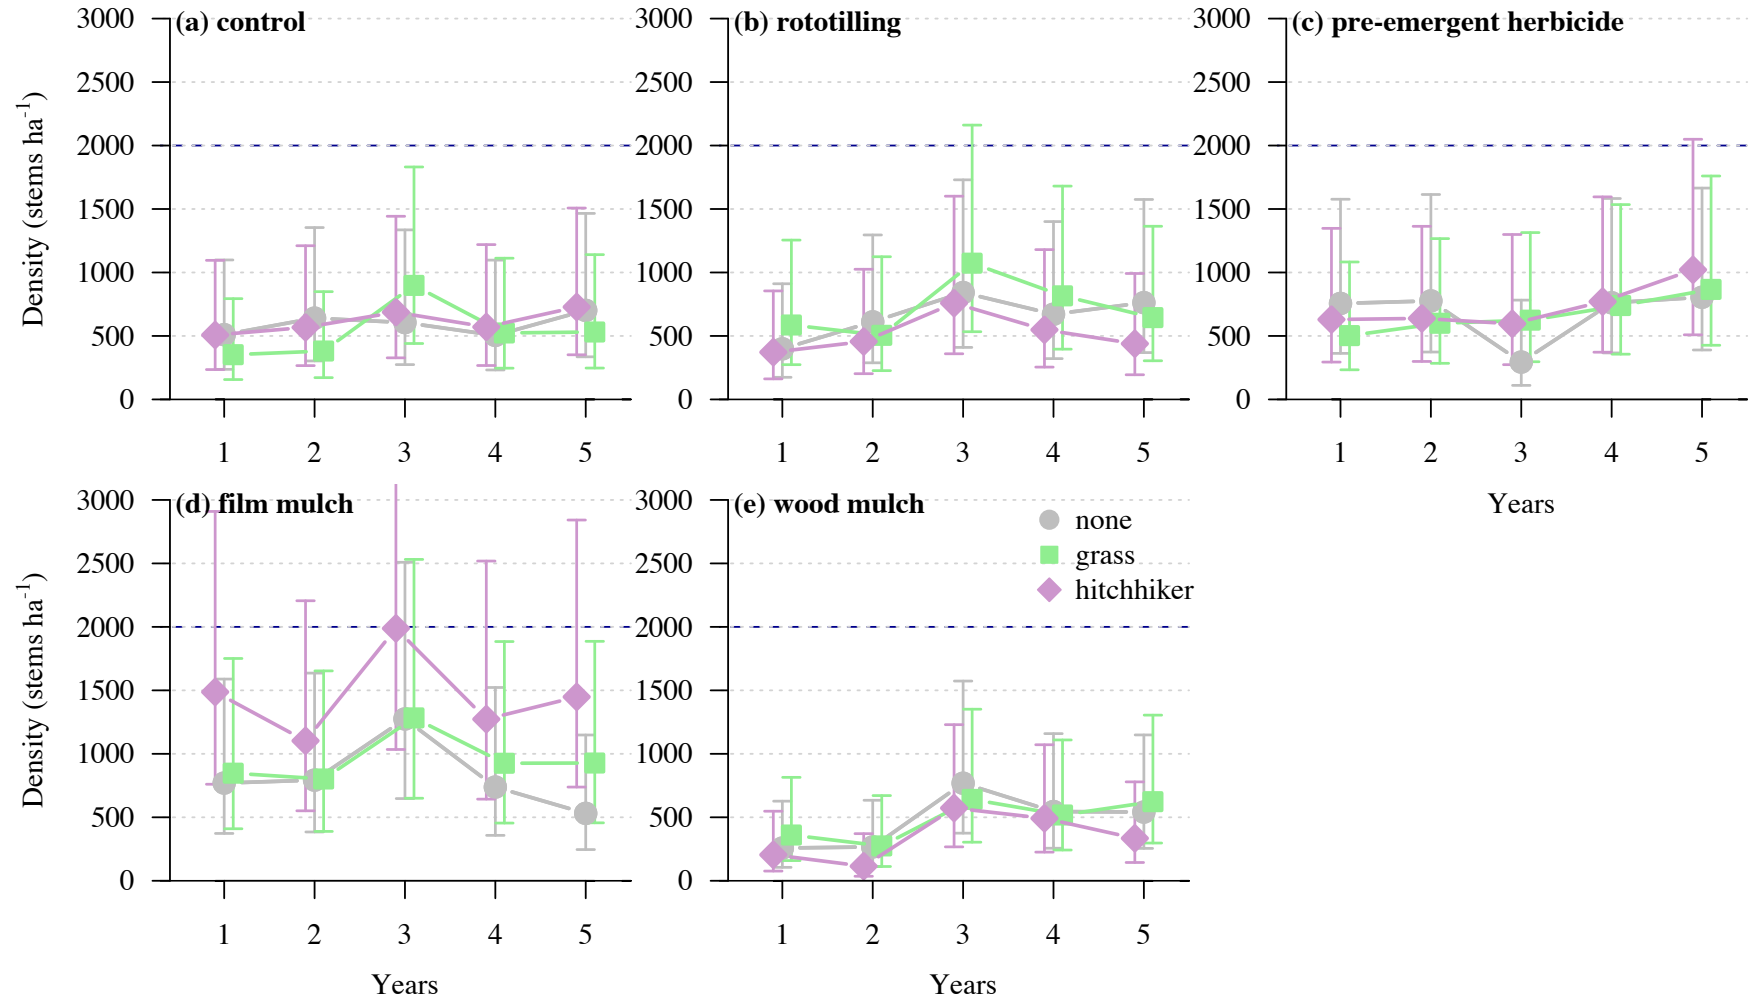 (a) control
(b) rototilling
(c) pre-emergent herbicide
3000
2500
2000
1500
1000
500
0
Density (stems ha⁻¹)
1 2 3 4 5
3000
2500
2000
1500
1000
500
0
1 2 3 4 5
3000
2500
2000
1500
1000
500
0
1 2 3 4 5
Years
(d) film mulch
3000
2500
2000
1500
1000
500
0
Density (stems ha⁻¹)
1 2 3 4 5
Years
(e) wood mulch
3000
2500
2000
1500
1000
500
0
none
grass
hitchhiker
1 2 3 4 5
Years